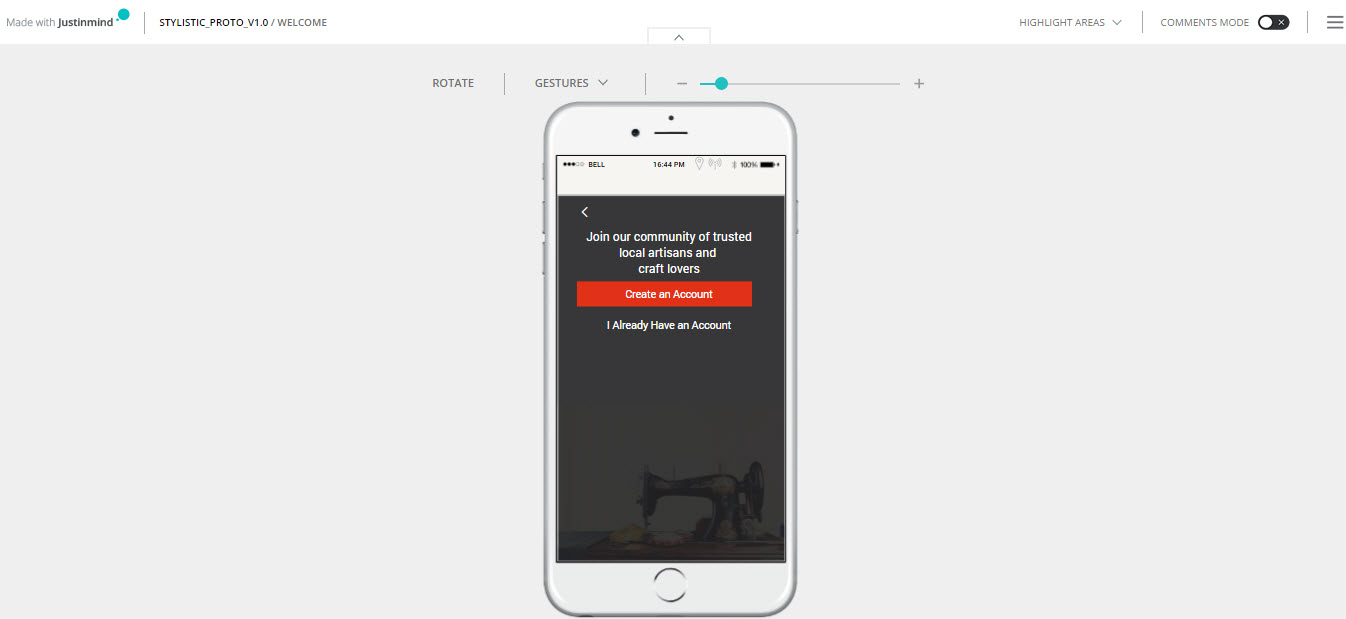 Made with Justinmind
STYLISTIC_PROTO_V1.0 / WELCOME
HIGHLIGHT AREAS
COMMENTS MODE
ROTATE
GESTURES
BELL
16:44 PM
100%
Join our community of trusted
local artisans and
craft lovers
Create an Account
I Already Have an Account